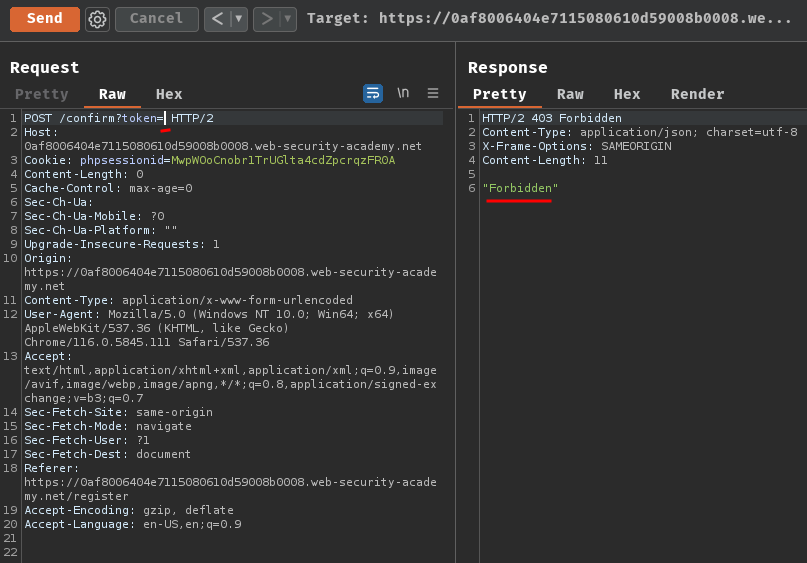 Send Cancel < > Target: https://0af8006404e7115080610d59008b0008.we...
Request
Pretty Raw Hex \n
1 POST /confirm?token= HTTP/2
2 Host:
0af8006404e7115080610d59008b0008.web-security-academy.net
3 Cookie: phpsessionid=MwpWOoCnobr1TrUGlta4cdZpcrqzFR0A
4 Content-Length: 0
5 Cache-Control: max-age=0
6 Sec-Ch-Ua:
7 Sec-Ch-Ua-Mobile: ?0
8 Sec-Ch-Ua-Platform: ""
9 Upgrade-Insecure-Requests: 1
10 Origin:
https://0af8006404e7115080610d59008b0008.web-security-acade
my.net
11 Content-Type: application/x-www-form-urlencoded
12 User-Agent: Mozilla/5.0 (Windows NT 10.0; Win64; x64)
AppleWebKit/537.36 (KHTML, like Gecko)
Chrome/116.0.5845.111 Safari/537.36
13 Accept:
text/html,application/xhtml+xml,application/xml;q=0.9,image
/avif,image/webp,image/apng,*/*;q=0.8,application/signed-ex
change;v=b3;q=0.7
14 Sec-Fetch-Site: same-origin
15 Sec-Fetch-Mode: navigate
16 Sec-Fetch-User: ?1
17 Sec-Fetch-Dest: document
18 Referer:
https://0af8006404e7115080610d59008b0008.web-security-acade
my.net/register
19 Accept-Encoding: gzip, deflate
20 Accept-Language: en-US,en;q=0.9
21
22
Response
Pretty Raw Hex Render
1 HTTP/2 403 Forbidden
2 Content-Type: application/json; charset=utf-8
3 X-Frame-Options: SAMEORIGIN
4 Content-Length: 11
5
6 "Forbidden"